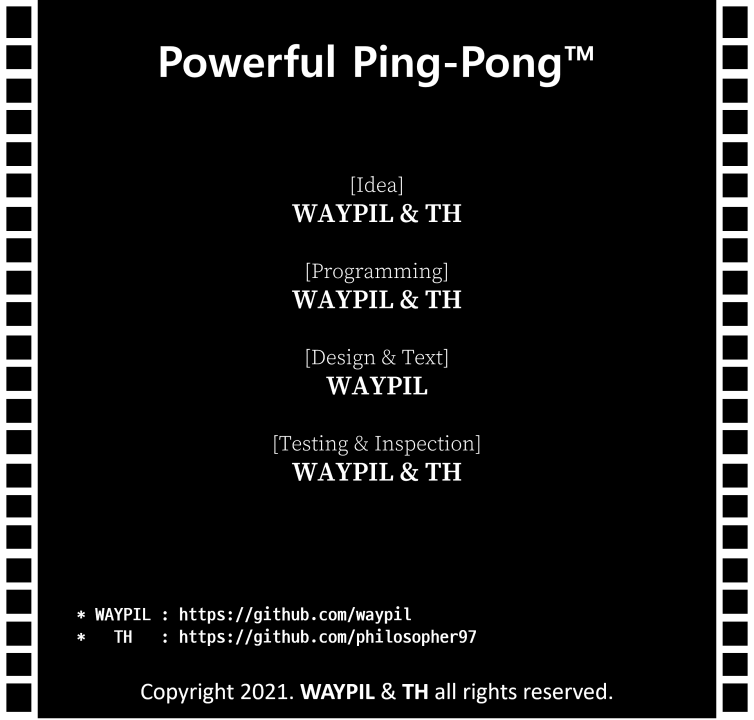 Powerful Ping-Pong™
[Idea]
WAYPIL & TH
[Programming]
WAYPIL & TH
[Design & Text]
WAYPIL
[Testing & Inspection]
WAYPIL & TH
* WAYPIL : https://github.com/waypil
* TH : https://github.com/philosopher97
Copyright 2021. WAYPIL & TH all rights reserved.